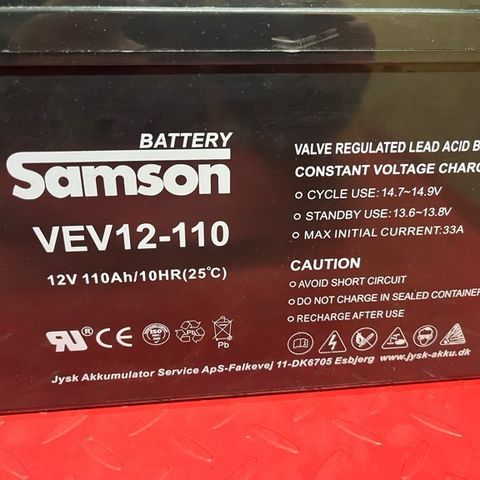 BATTERY
Samson
VEV12-110
12V 110Ah/10HR(25℃)
VALVE REGULATED LEAD ACID B
CONSTANT VOLTAGE CHARG
CYCLE USE: 14.7~14.9V
STANDBY USE: 13.6~13.8V
MAX INITIAL CURRENT:33A
CAUTION
AVOID SHORT CIRCUIT
DO NOT CHARGE IN SEALED CONTAINER
RECHARGE AFTER USE
CE
ISO
Pb
Pb
Jysk Akkumulator Service ApS-Falkevej 11-DK6705 Esbjerg www.jysk-akku.dk